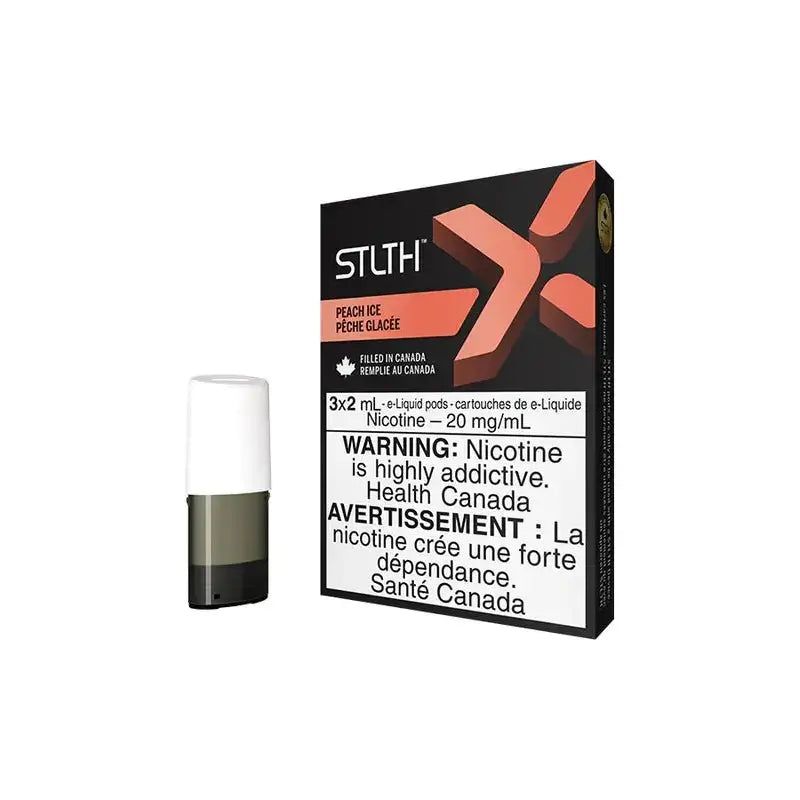 STLTH™
PEACH ICE
PÊCHE GLACÉE
FILLED IN CANADA
REMPLIE AU CANADA
3x2 mL - e-Liquid pods - cartouches de e-Liquide
Nicotine – 20 mg/mL
WARNING: Nicotine
is highly addictive.
Health Canada
AVERTISSEMENT : La
nicotine crée une forte
dépendance.
Santé Canada